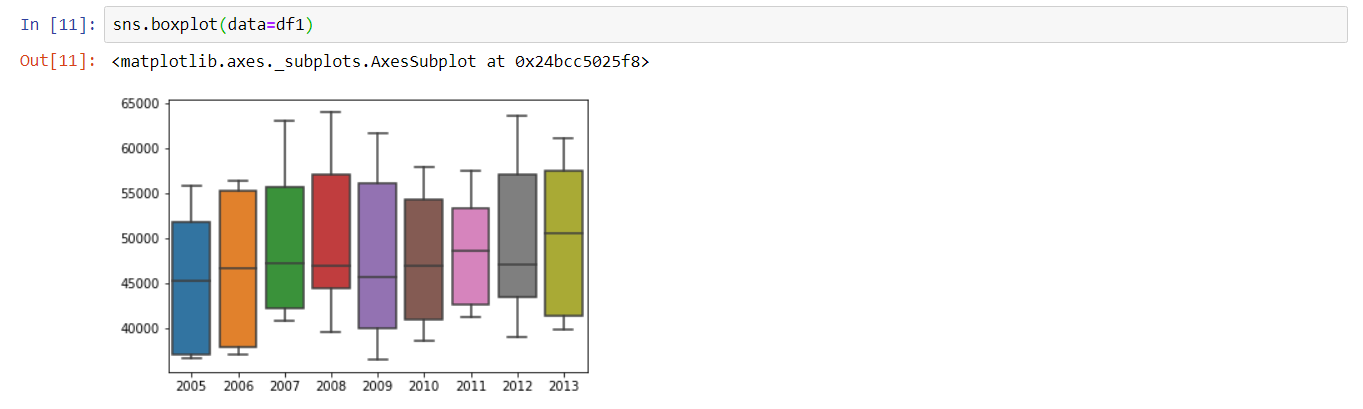 In [11]: sns.boxplot(data=df1)
Out[11]: <matplotlib.axes._subplots.AxesSubplot at 0x24bcc5025f8>
65000
60000
55000
50000
45000
40000
2005 2006 2007 2008 2009 2010 2011 2012 2013